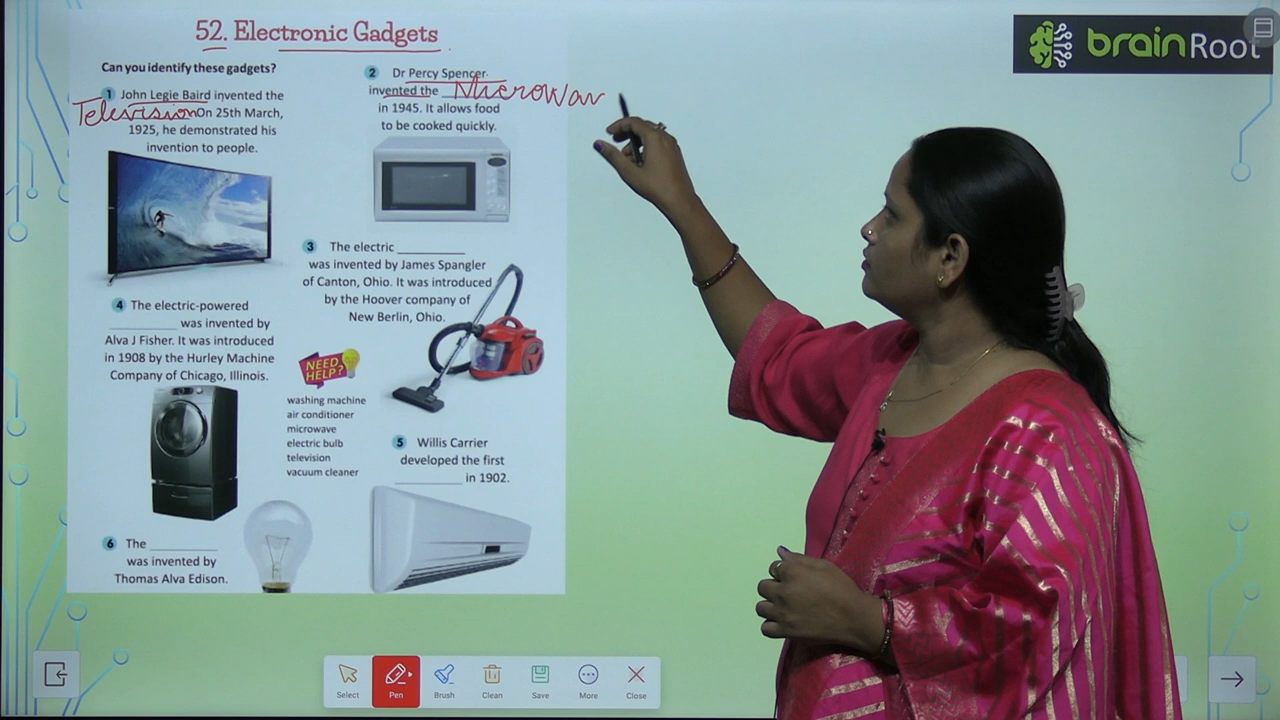 52. Electronic Gadgets
brainRoot
Can you identify these gadgets?
1 John Legie Baird invented the
Television On 25th March,
1925, he demonstrated his
invention to people.
2 Dr Percy Spencer
invented the _ Microwav
in 1945. It allows food
to be cooked quickly.
3 The electric __________
was invented by James Spangler
of Canton, Ohio. It was introduced
by the Hoover company of
New Berlin, Ohio.
4 The electric-powered
__________ was invented by
Alva J Fisher. It was introduced
in 1908 by the Hurley Machine
Company of Chicago, Illinois.
NEED
HELP?
washing machine
air conditioner
microwave
electric bulb
television
vacuum cleaner
5 Willis Carrier
developed the first
__________ in 1902.
6 The __________
was invented by
Thomas Alva Edison.
Select Pen Brush Clean Save More Close